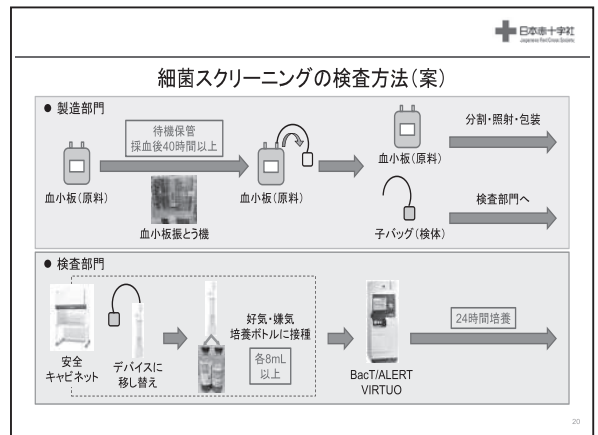 日本赤十字社
Japanese Red Cross Society
細菌スクリーニングの検査方法(案)
● 製造部門
血小板(原料)
待機保管
採血後40時間以上
血小板振とう機
血小板(原料)
血小板(原料)
分割・照射・包装
子バッグ(検体)
検査部門へ
● 検査部門
安全
キャビネット
デバイスに
移し替え
好気・嫌気
培養ボトルに接種
各8mL
以上
BacT/ALERT
VIRTUO
24時間培養
20